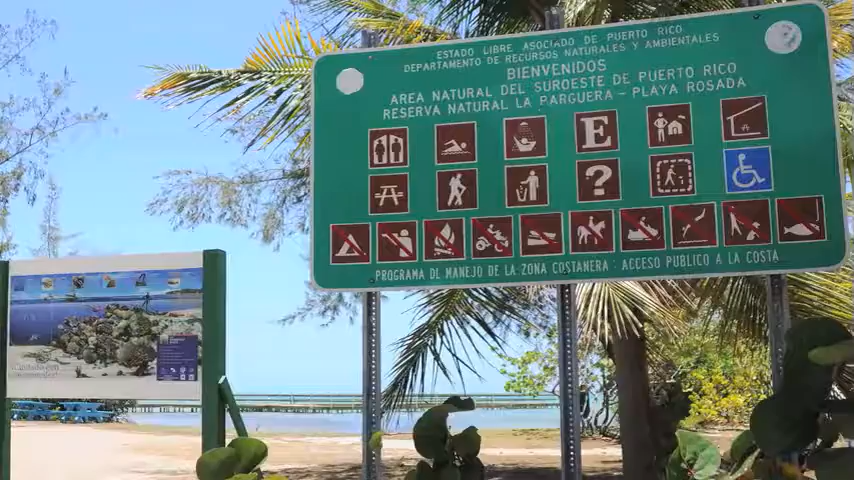 ESTADO LIBRE ASOCIADO DE PUERTO RICO
DEPARTAMENTO DE RECURSOS NATURALES Y AMBIENTALES
BIENVENIDOS
AREA NATURAL DEL SUROESTE DE PUERTO RICO
RESERVA NATURAL LA PARGUERA - PLAYA ROSADA
E
?
PROGRAMA DE MANEJO DE LA ZONA COSTANERA : ACCESO PUBLICO A LA COSTA